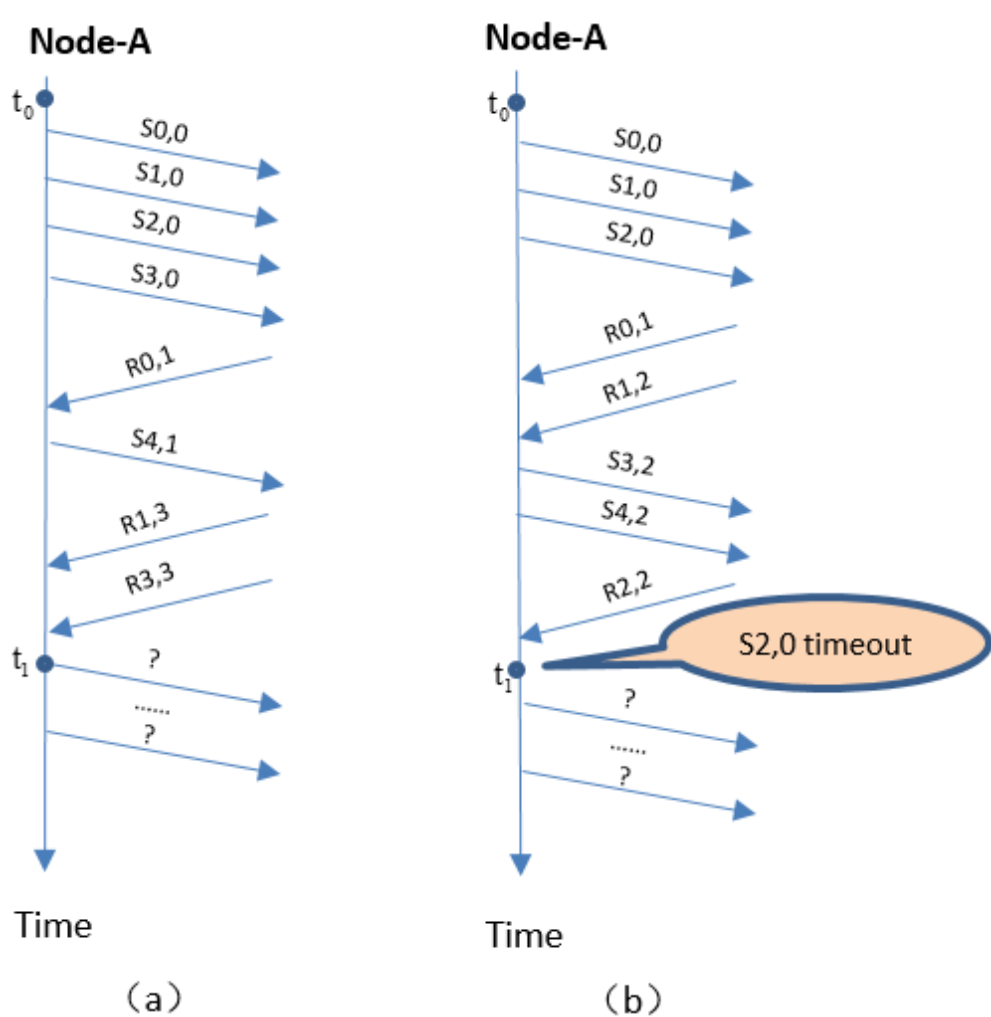 Node-A
t0
S0,0
S1,0
S2,0
S3,0
R0,1
S4,1
R1,3
R3,3
t1
?
......
?
Time
(a)
Node-A
t0
S0,0
S1,0
S2,0
R0,1
R1,2
S3,2
S4,2
R2,2
S2,0 timeout
t1
?
......
?
Time
(b)